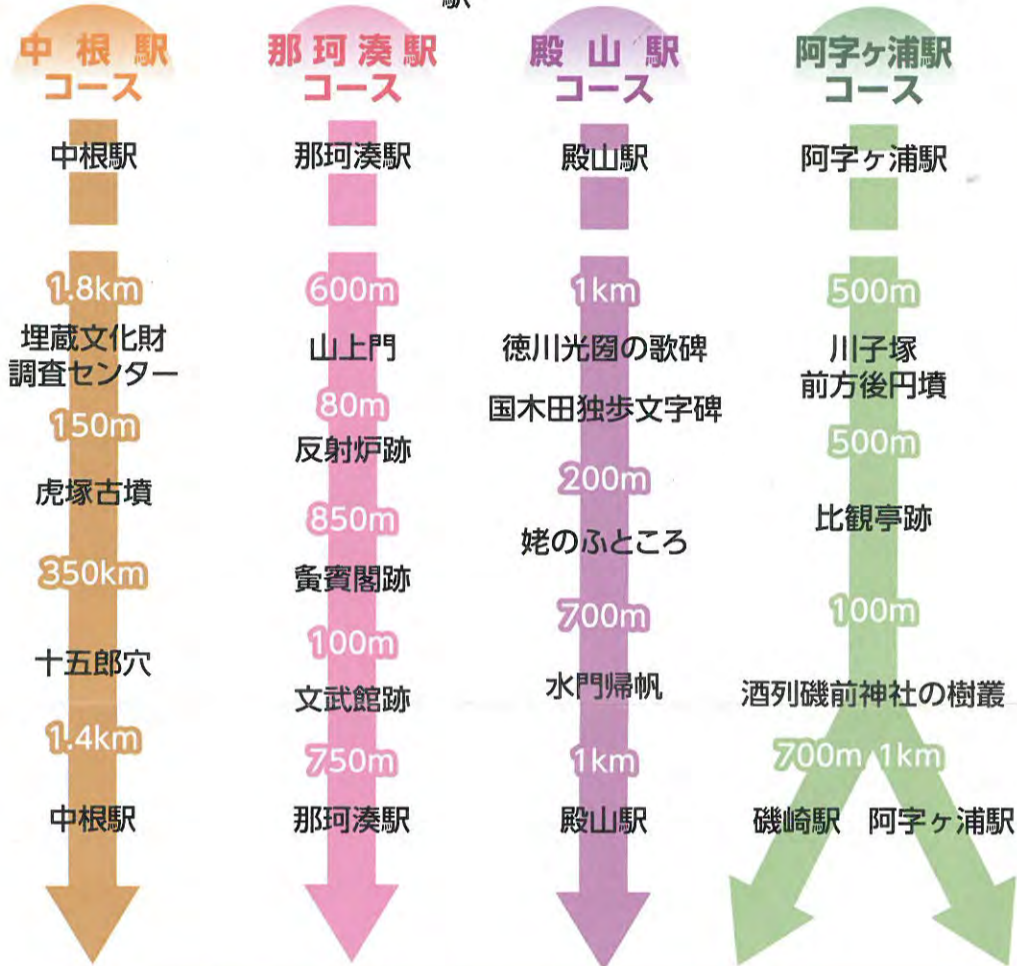 駅
中根駅
コース
中根駅
1.8km
埋蔵文化財
調査センター
150m
虎塚古墳
350km
十五郎穴
1.4km
中根駅
那珂湊駅
コース
那珂湊駅
600m
山上門
80m
反射炉跡
850m
夤賓閣跡
100m
文武館跡
750m
那珂湊駅
殿山駅
コース
殿山駅
1km
徳川光圀の歌碑
国木田独歩文字碑
200m
姥のふところ
700m
水門帰帆
1km
殿山駅
阿字ヶ浦駅
コース
阿字ヶ浦駅
500m
川子塚
前方後円墳
500m
比観亭跡
100m
酒列磯前神社の樹叢
700m 1km
磯崎駅 阿字ヶ浦駅